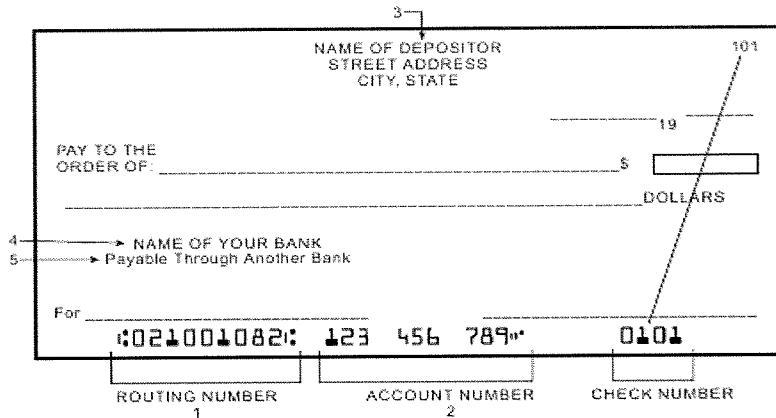 3
NAME OF DEPOSITOR
STREET ADDRESS
CITY, STATE
101
19
PAY TO THE
ORDER OF:
$
DOLLARS
4 NAME OF YOUR BANK
5 Payable Through Another Bank
For
⑆021001082⑆ 123 456 789⑈ 0101
ROUTING NUMBER ACCOUNT NUMBER CHECK NUMBER
1 2